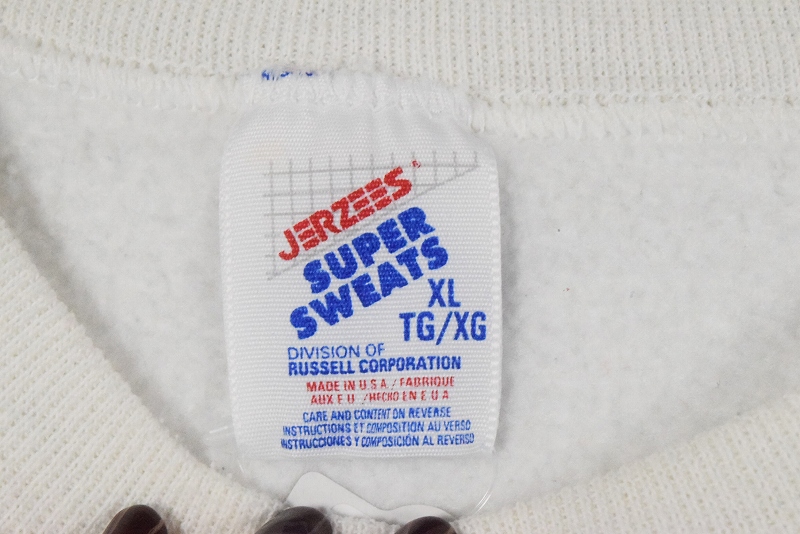 JERZEES®
SUPER
SWEATS
XL
TG/XG
DIVISION OF
RUSSELL CORPORATION
MADE IN U.S.A./FABRIQUÉ
AUX E.U./HECHO EN E.U.A.
CARE AND CONTENT ON REVERSE
INSTRUCTIONS ET COMPOSITION AU VERSO
INSTRUCCIONES Y COMPOSICIÓN AL REVERSO